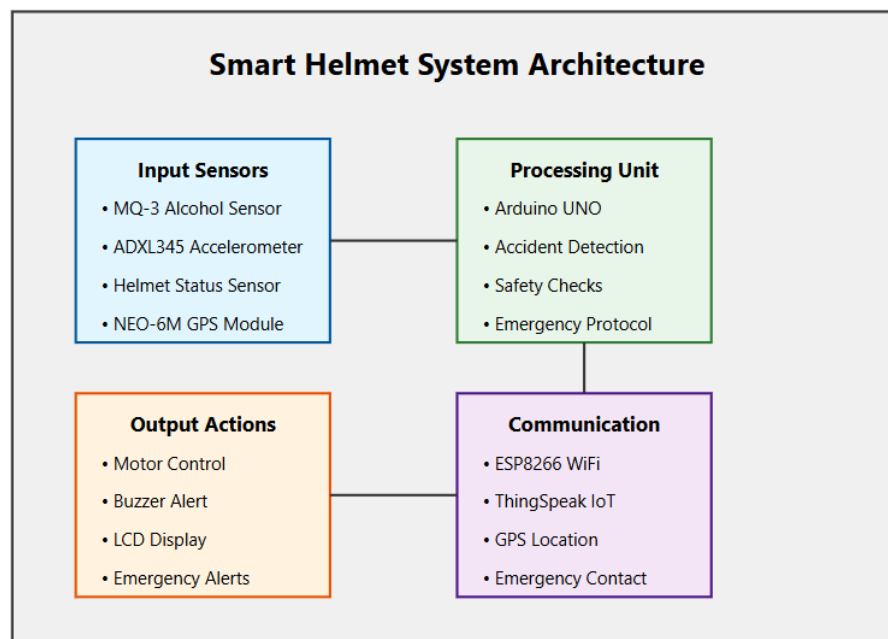 Smart Helmet System Architecture
Input Sensors
• MQ-3 Alcohol Sensor
• ADXL345 Accelerometer
• Helmet Status Sensor
• NEO-6M GPS Module
Processing Unit
• Arduino UNO
• Accident Detection
• Safety Checks
• Emergency Protocol
Output Actions
• Motor Control
• Buzzer Alert
• LCD Display
• Emergency Alerts
Communication
• ESP8266 WiFi
• ThingSpeak IoT
• GPS Location
• Emergency Contact